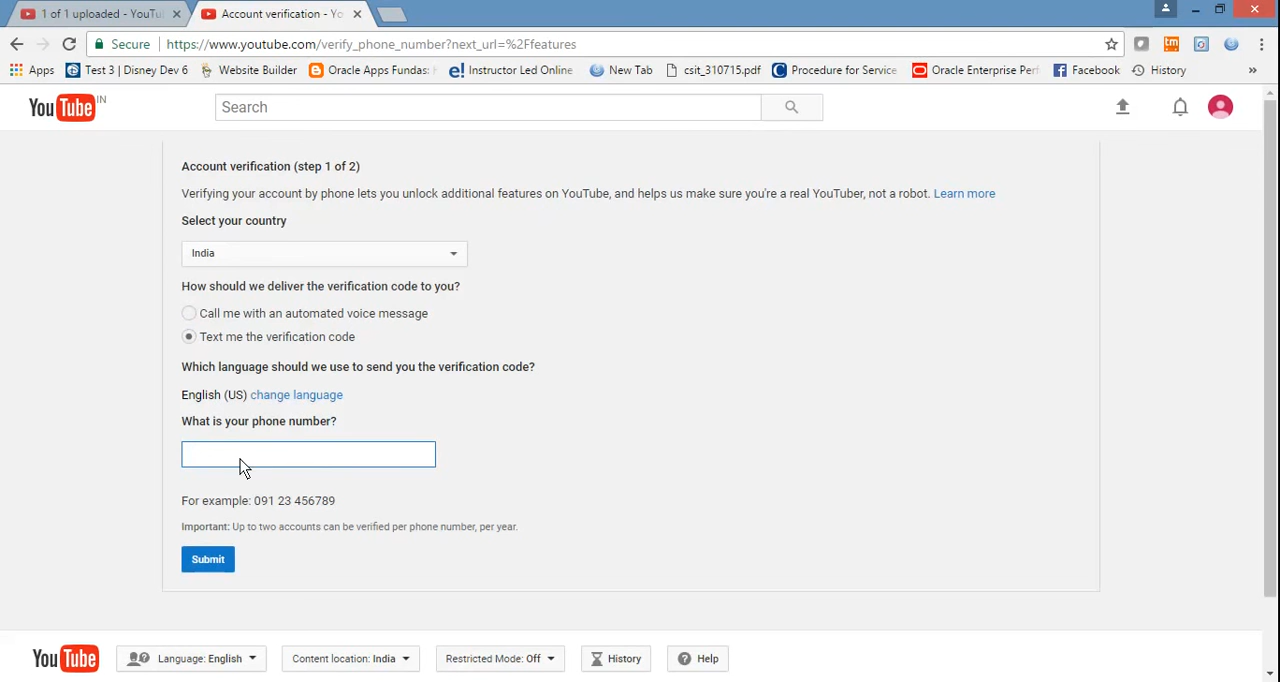 1 of 1 uploaded - YouTu
Account verification - Yo
Secure https://www.youtube.com/verify_phone_number?next_url=%2Ffeatures
Apps Test 3 | Disney Dev 6 Website Builder Oracle Apps Fundas: Instructor Led Online New Tab csit_310715.pdf Procedure for Service Oracle Enterprise Perf Facebook History »
YouTube IN
Search
Account verification (step 1 of 2)
Verifying your account by phone lets you unlock additional features on YouTube, and helps us make sure you're a real YouTuber, not a robot. Learn more
Select your country
India
How should we deliver the verification code to you?
Call me with an automated voice message
Text me the verification code
Which language should we use to send you the verification code?
English (US) change language
What is your phone number?
For example: 091 23 456789
Important: Up to two accounts can be verified per phone number, per year.
Submit
YouTube Language: English Content location: India Restricted Mode: Off History Help